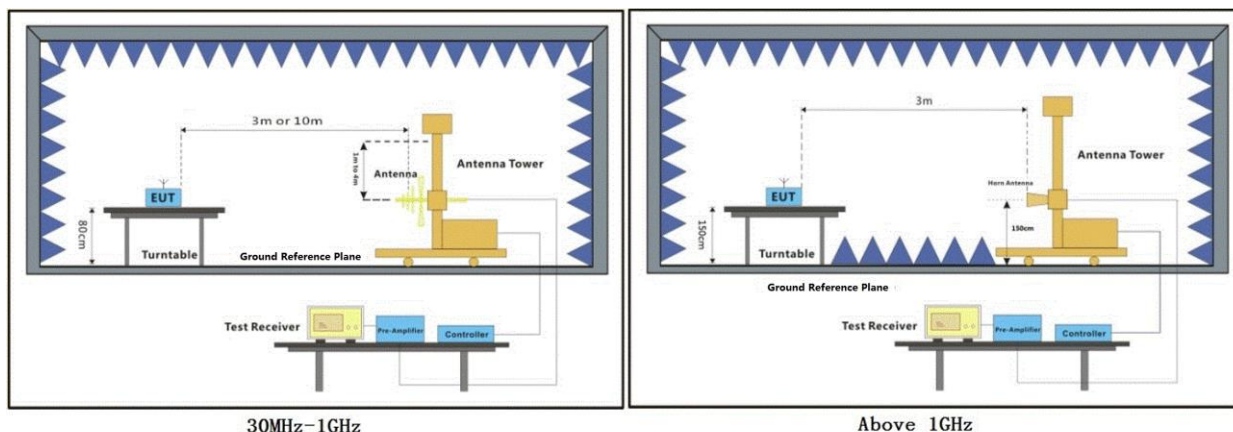 3m or 10m
1m to 4m
Antenna
Antenna Tower
EUT
80cm
Turntable
Ground Reference Plane
Test Receiver
Pre-Amplifier
Controller
30MHz-1GHz
3m
Antenna Tower
Horn Antenna
EUT
150cm
150cm
Turntable
Ground Reference Plane
Test Receiver
Pre-Amplifier
Controller
Above 1GHz